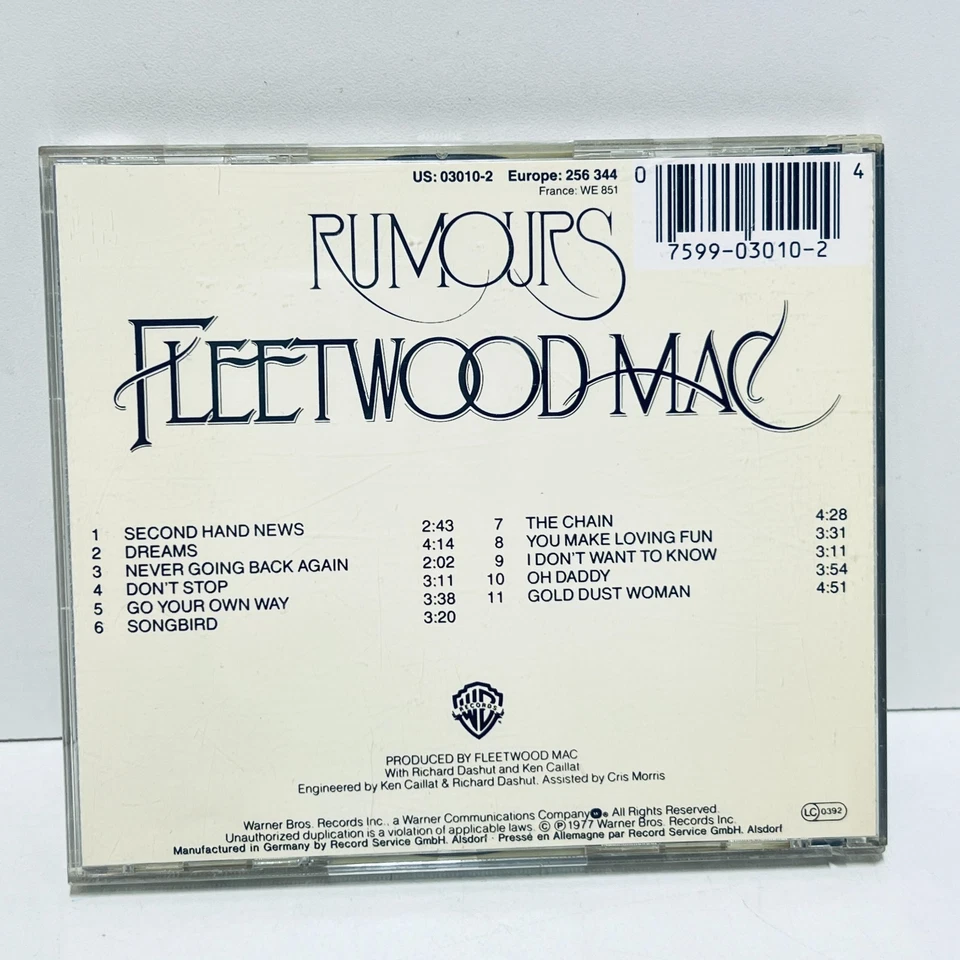 US: 03010-2 Europe: 256 344
France: WE 851
0 7599-03010-2 4
RUMOURS
FLEETWOOD MAC
1 SECOND HAND NEWS 2:43
2 DREAMS 4:14
3 NEVER GOING BACK AGAIN 2:02
4 DON'T STOP 3:11
5 GO YOUR OWN WAY 3:38
6 SONGBIRD 3:20
7 THE CHAIN 4:28
8 YOU MAKE LOVING FUN 3:31
9 I DON'T WANT TO KNOW 3:11
10 OH DADDY 3:54
11 GOLD DUST WOMAN 4:51
WB RECORDS
PRODUCED BY FLEETWOOD MAC
With Richard Dashut and Ken Caillat
Engineered by Ken Caillat & Richard Dashut. Assisted by Cris Morris
Warner Bros. Records Inc., a Warner Communications Company ® All Rights Reserved.
Unauthorized duplication is a violation of applicable laws. © ℗ 1977 Warner Bros. Records Inc.
Manufactured in Germany by Record Service GmbH. Alsdorf · Pressé en Allemagne par Record Service GmbH. Alsdorf
LC 0392